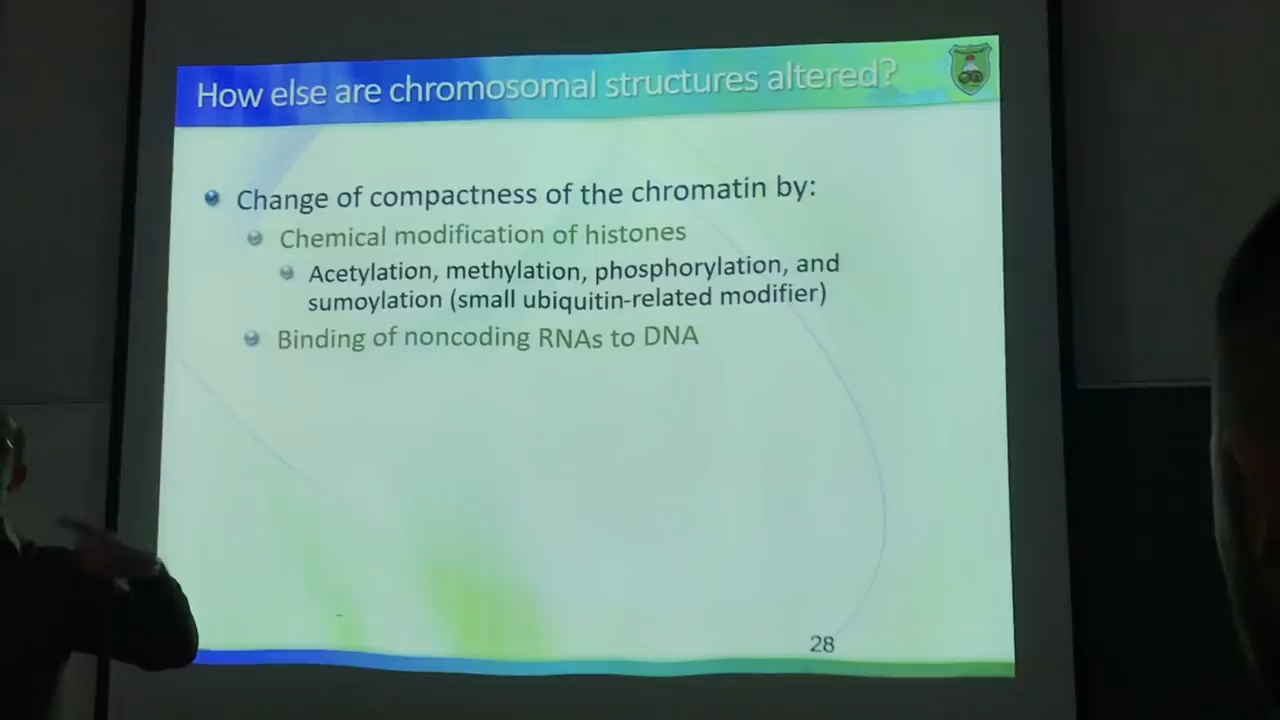 How else are chromosomal structures altered?
Change of compactness of the chromatin by:
Chemical modification of histones
Acetylation, methylation, phosphorylation, and
sumoylation (small ubiquitin-related modifier)
Binding of noncoding RNAs to DNA
28